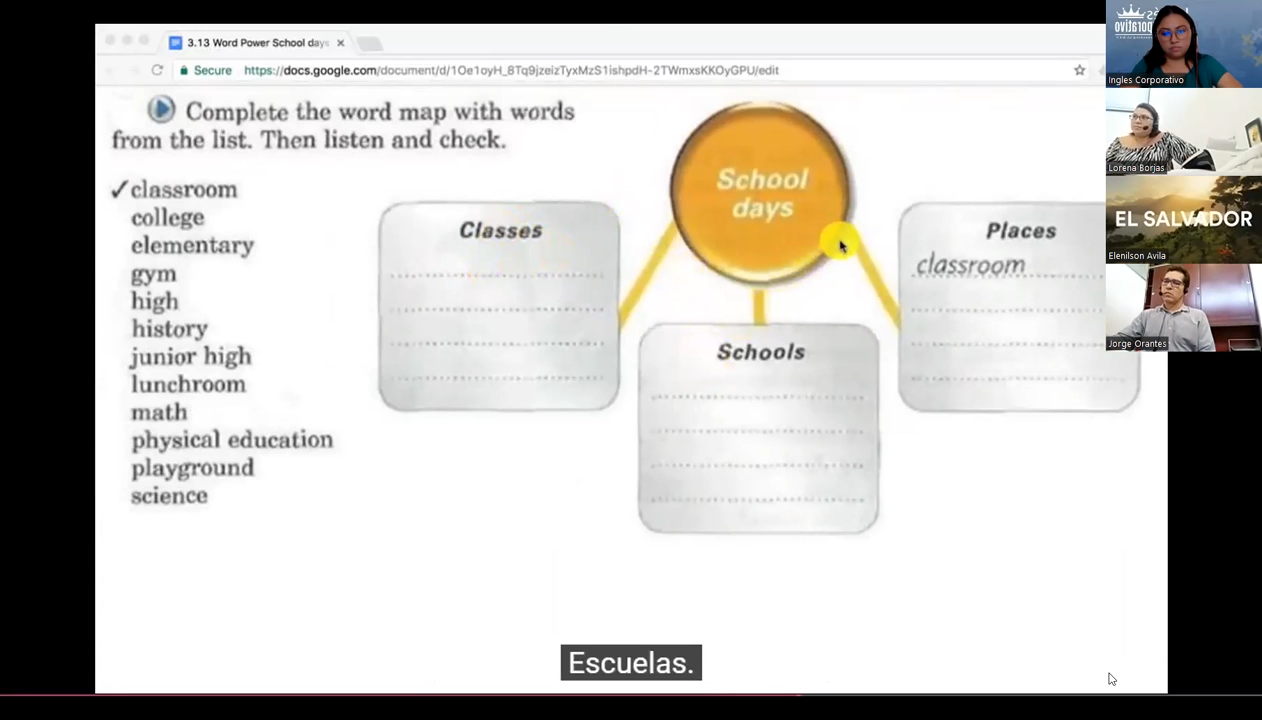 3.13 Word Power School days
Secure
https://docs.google.com/document/d/1Oe1oyH_8Tq9jzeizTyxMzS1ishpdH-2TWmxsKKOyGPU/edit
Complete the word map with words
from the list. Then listen and check.
✓classroom
college
elementary
gym
high
history
junior high
lunchroom
math
physical education
playground
science
School
days
Classes
Schools
Places
classroom
Escuelas.
Ingles Corporativo
Lorena Borjas
EL SALVADOR
Elenilson Avila
Jorge Orantes